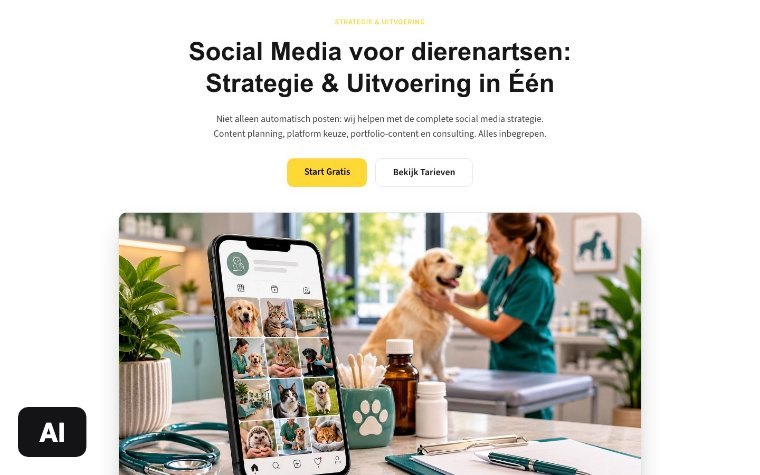 STRATEGIE & UITVOERING
Social Media voor dierenartsen:
Strategie & Uitvoering in Één
Niet alleen automatisch posten: wij helpen met de complete social media strategie.
Content planning, platform keuze, portfolio-content en consulting. Alles inbegrepen.
Start Gratis
Bekijk Tarieven
AI